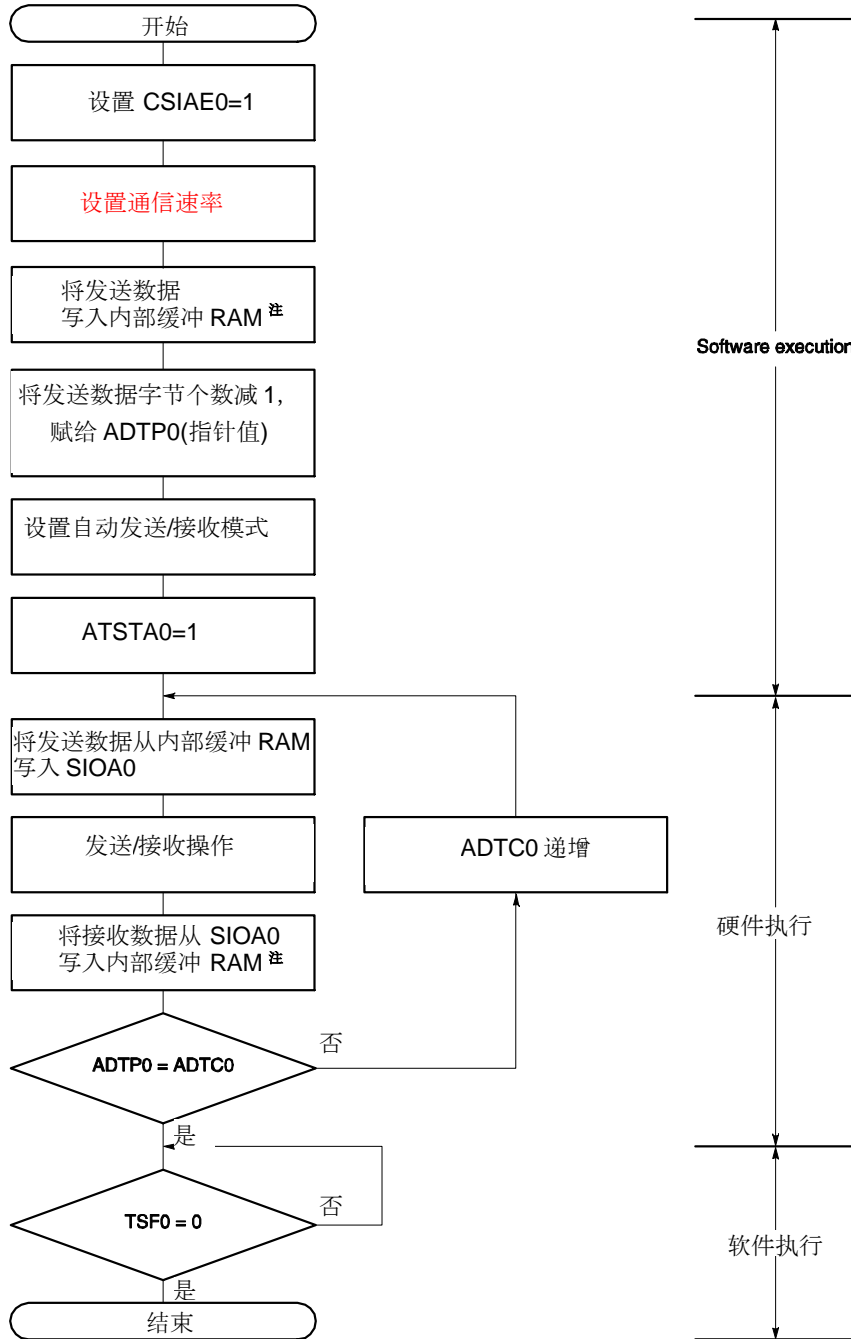 开始
设置 CSIAE0=1
设置通信速率
将发送数据
写入内部缓冲 RAM 注
将发送数据字节个数减 1,
赋给 ADTP0(指针值)
Software execution
设置自动发送/接收模式
ATSTA0=1
将发送数据从内部缓冲 RAM
写入 SIOA0
发送/接收操作
ADTC0 递增
将接收数据从 SIOA0
写入内部缓冲 RAM 注
硬件执行
否
ADTP0 = ADTC0
是
否
TSF0 = 0
软件执行
是
结束